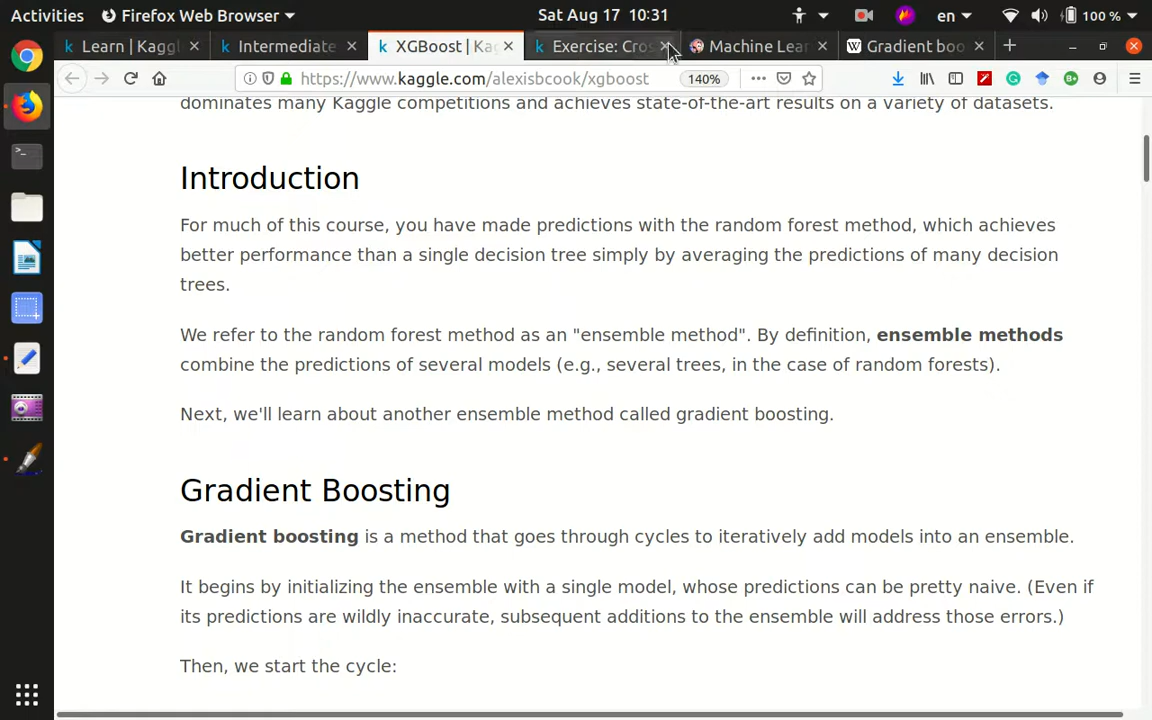 Activities Firefox Web Browser Sat Aug 17 10:31 en 100 %
Learn | Kaggl Intermediate XGBoost | Kag Exercise: Cros Machine Lear Gradient boo
https://www.kaggle.com/alexisbcook/xgboost 140%
dominates many Kaggle competitions and achieves state-of-the-art results on a variety of datasets.
Introduction
For much of this course, you have made predictions with the random forest method, which achieves
better performance than a single decision tree simply by averaging the predictions of many decision
trees.
We refer to the random forest method as an "ensemble method". By definition, ensemble methods
combine the predictions of several models (e.g., several trees, in the case of random forests).
Next, we'll learn about another ensemble method called gradient boosting.
Gradient Boosting
Gradient boosting is a method that goes through cycles to iteratively add models into an ensemble.
It begins by initializing the ensemble with a single model, whose predictions can be pretty naive. (Even if
its predictions are wildly inaccurate, subsequent additions to the ensemble will address those errors.)
Then, we start the cycle: